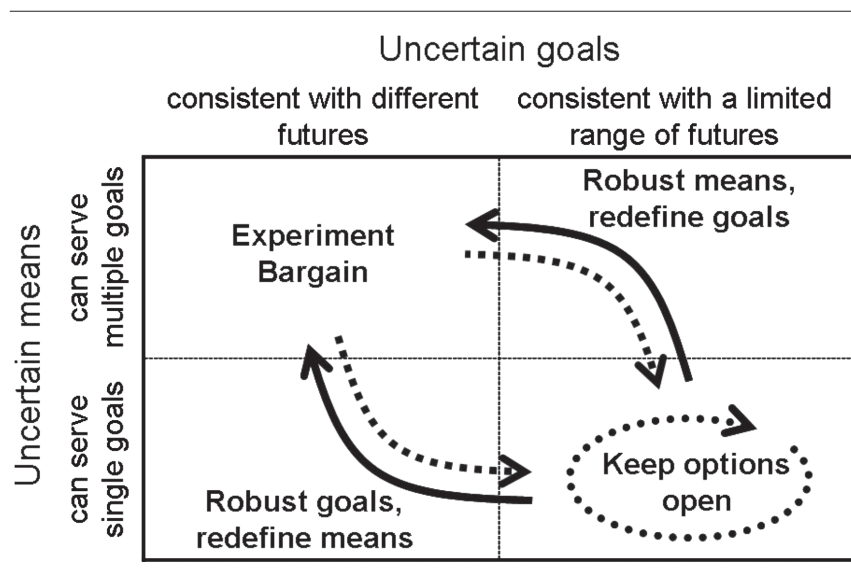 Uncertain goals
consistent with different
futures
consistent with a limited
range of futures
Uncertain means
can serve
multiple goals
can serve
single goals
Experiment
Bargain
Robust means,
redefine goals
Robust goals,
redefine means
Keep options
open